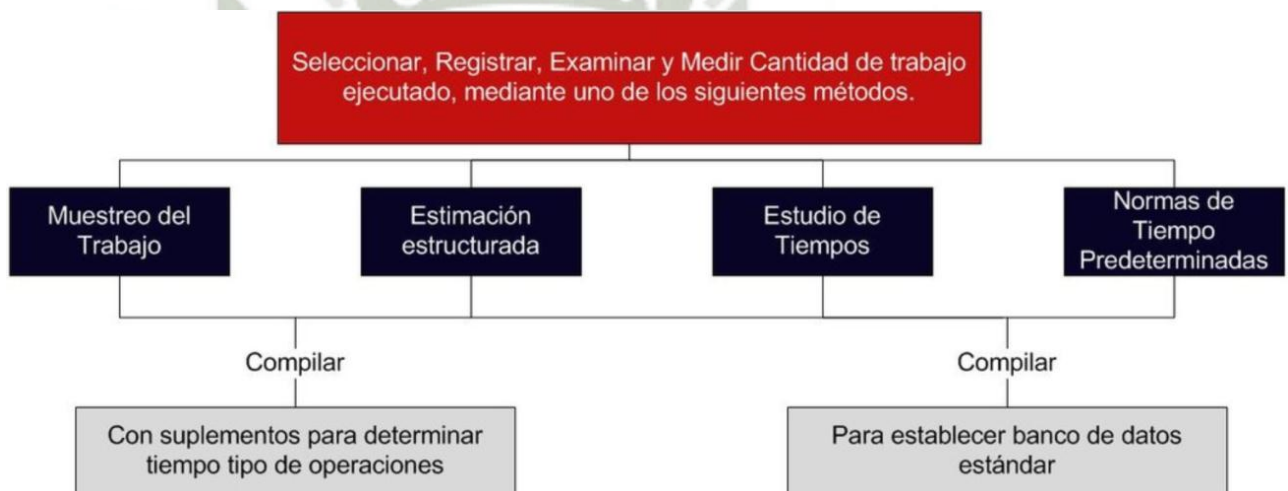 Seleccionar, Registrar, Examinar y Medir Cantidad de trabajo
ejecutado, mediante uno de los siguientes métodos.
Muestreo del
Trabajo
Estimación
estructurada
Estudio de
Tiempos
Normas de
Tiempo
Predeterminadas
Compilar
Compilar
Con suplementos para determinar
tiempo tipo de operaciones
Para establecer banco de datos
estándar